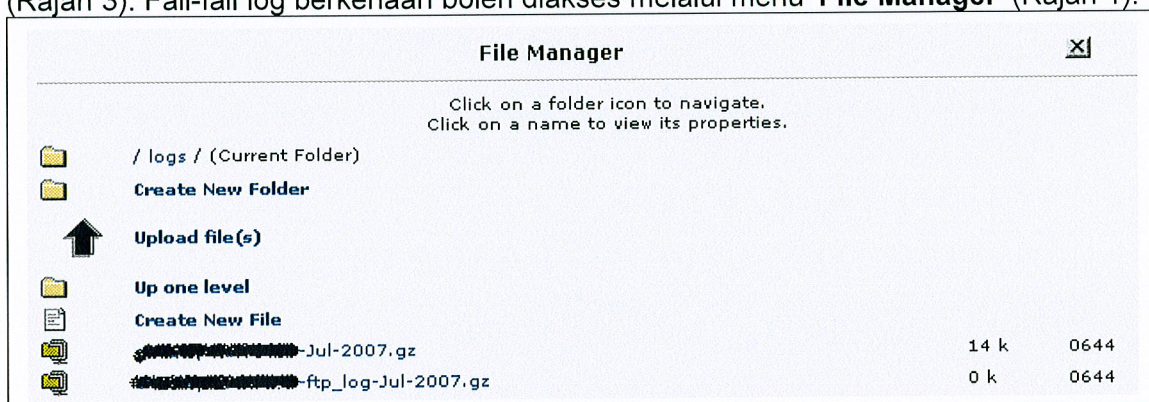 (Rajah 3). Fail-fail log berkenaan boleh diakses melalui menu 'File Manager' (Rajah 1).
File Manager
X
Click on a folder icon to navigate.
Click on a name to view its properties.
/ logs / (Current Folder)
Create New Folder
Upload file(s)
Up one level
Create New File
-Jul-2007.gz 14 k 0644
-ftp_log-Jul-2007.gz 0 k 0644